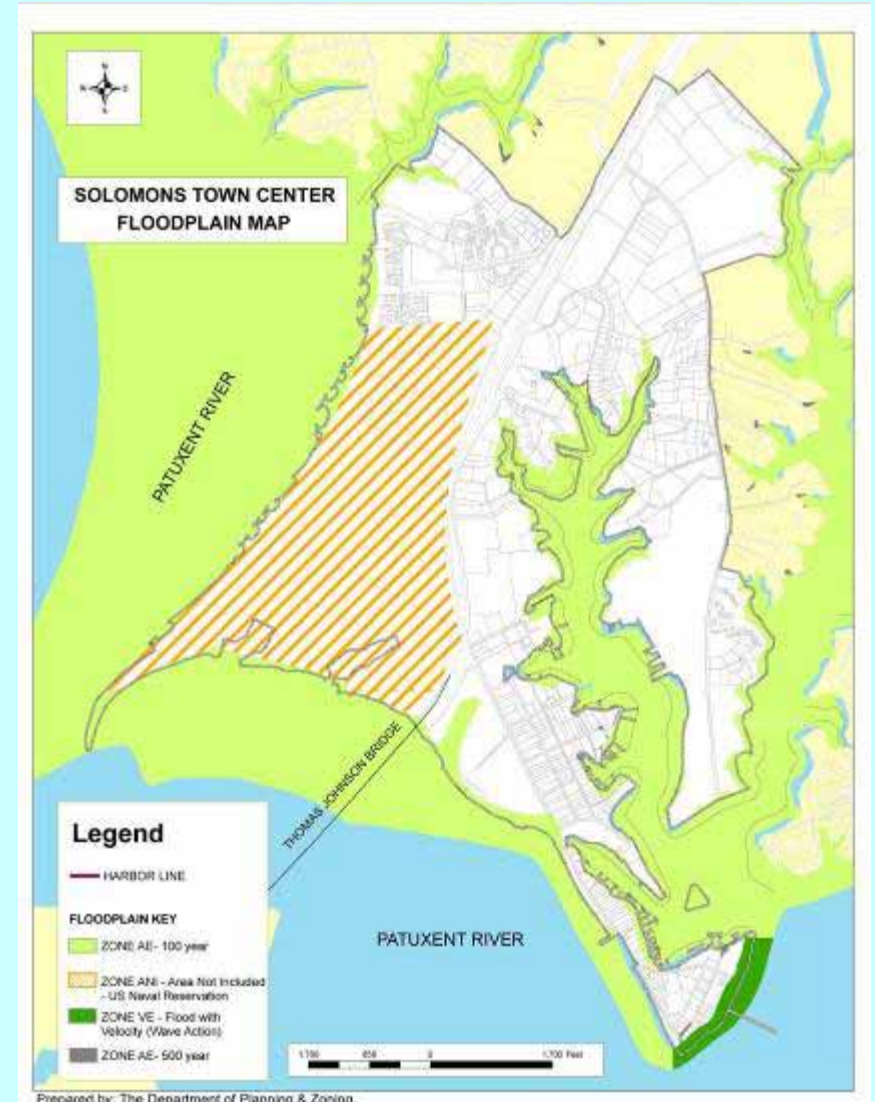 N
S
SOLOMONS TOWN CENTER
FLOODPLAIN MAP
PATUXENT RIVER
THOMAS JOHNSON BRIDGE
PATUXENT RIVER
Legend
HARBOR LINE
FLOODPLAIN KEY
ZONE AE- 100 year
ZONE ANI - Area Not Included
- US Naval Reservation
ZONE VE - Flood with
Velocity (Wave Action)
ZONE AE- 500 year
850 0 1,700 Feet
Prepared by: The Department of Planning & Zoning